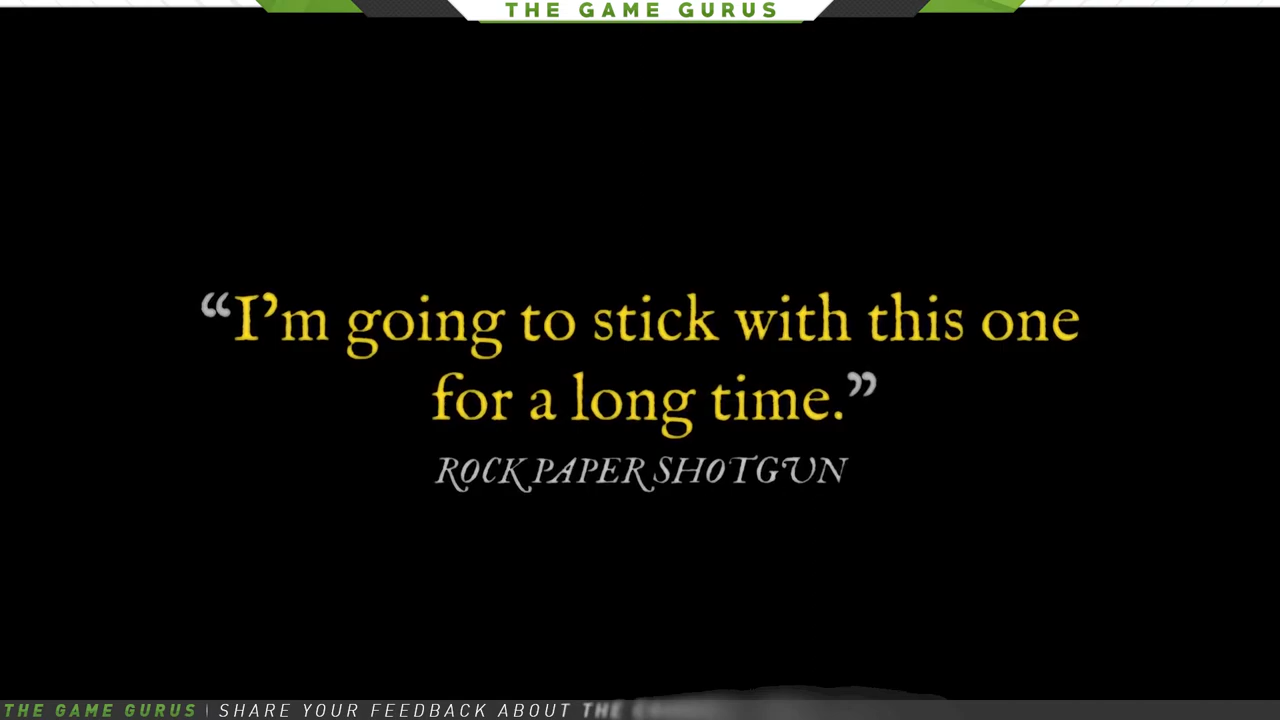 THE GAME GURUS
“I’m going to stick with this one
for a long time.”
ROCK PAPER SHOTGUN
THE GAME GURUS | SHARE YOUR FEEDBACK ABOUT THE